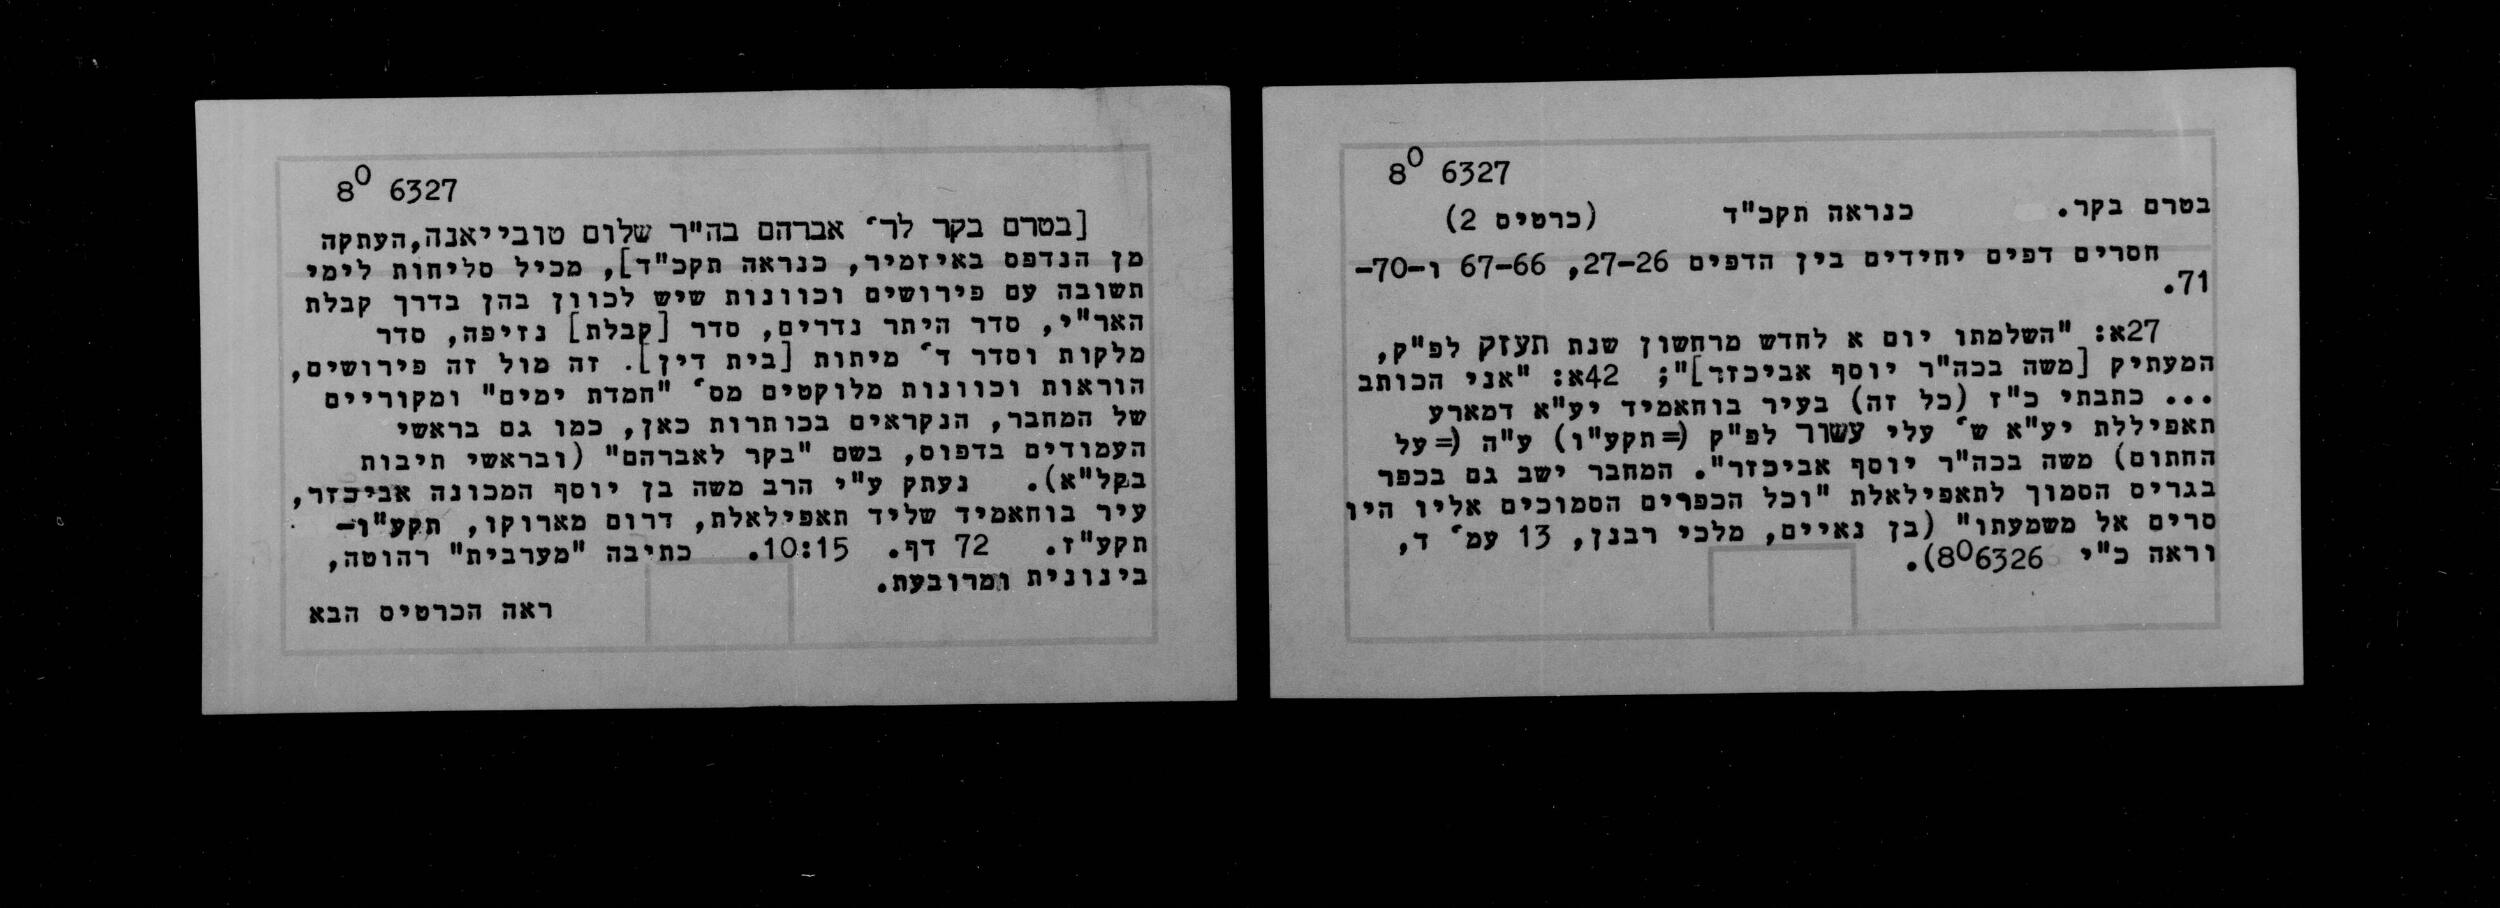 8⁰ 6327
[בטרם בקר לר׳ אברהם בה"ר שלום טובייאנה,העתקה
מן הנדפס באיזמיר, כנראה תקכ"ד], מכיל סליחות לימי
תשובה עם פירושים וכוונות שיש לכוון בהן בדרך קבלת
האר"י, סדר היתר נדרים, סדר [קבלת] נזיפה, סדר
מלקות וסדר ד׳ מיתות [בית דין]. זה מול זה פירושים,
הוראות וכוונות מלוקטים מס׳ "חמדת ימים" ומקוריים
של המחבר, הנקראים בכותרות כאן, כמו גם בראשי
העמודים בדפוס, בשם "בקר לאברהם" (ובראשי תיבות
בקל"א). נעתק ע"י הרב משה בן יוסף המכונה אביכזר,
עיר בוחאמיד שליד תאפילאלת, דרום מארוקו, תקע"ו-
תקע"ז. 72 דף. 10:15. כתיבה "מערבית" רהוטה,
בינונית ומרובעת.
ראה הכרטיס הבא
8⁰ 6327
בטרם בקר. כנראה תקכ"ד (כרטיס 2)
חסרים דפים יחידים בין הדפים 27-26, 67-66 ו-70-
71.
27א: "השלמתו יום א לחדש מרחשון שנת תעזק לפ"ק,
המעתיק [משה בכה"ר יוסף אביכזר]"; 42א: "אני הכותב
... כתבתי כ"ז (כל זה) בעיר בוחאמיד יע"א דמארע
תאפיללת יע"א ש׳ עלי עשור לפ"ק (=תקע"ו) ע"ה (=על
החתום) משה בכה"ר יוסף אביכזר". המחבר ישב גם בכפר
בגריס הסמוך לתאפילאלת "וכל הכפרים הסמוכים אליו היו
סרים אל משמעתו" (בן נאיים, מלכי רבנן, 13 עמ׳ ד,
וראה כ"י 8⁰6326).